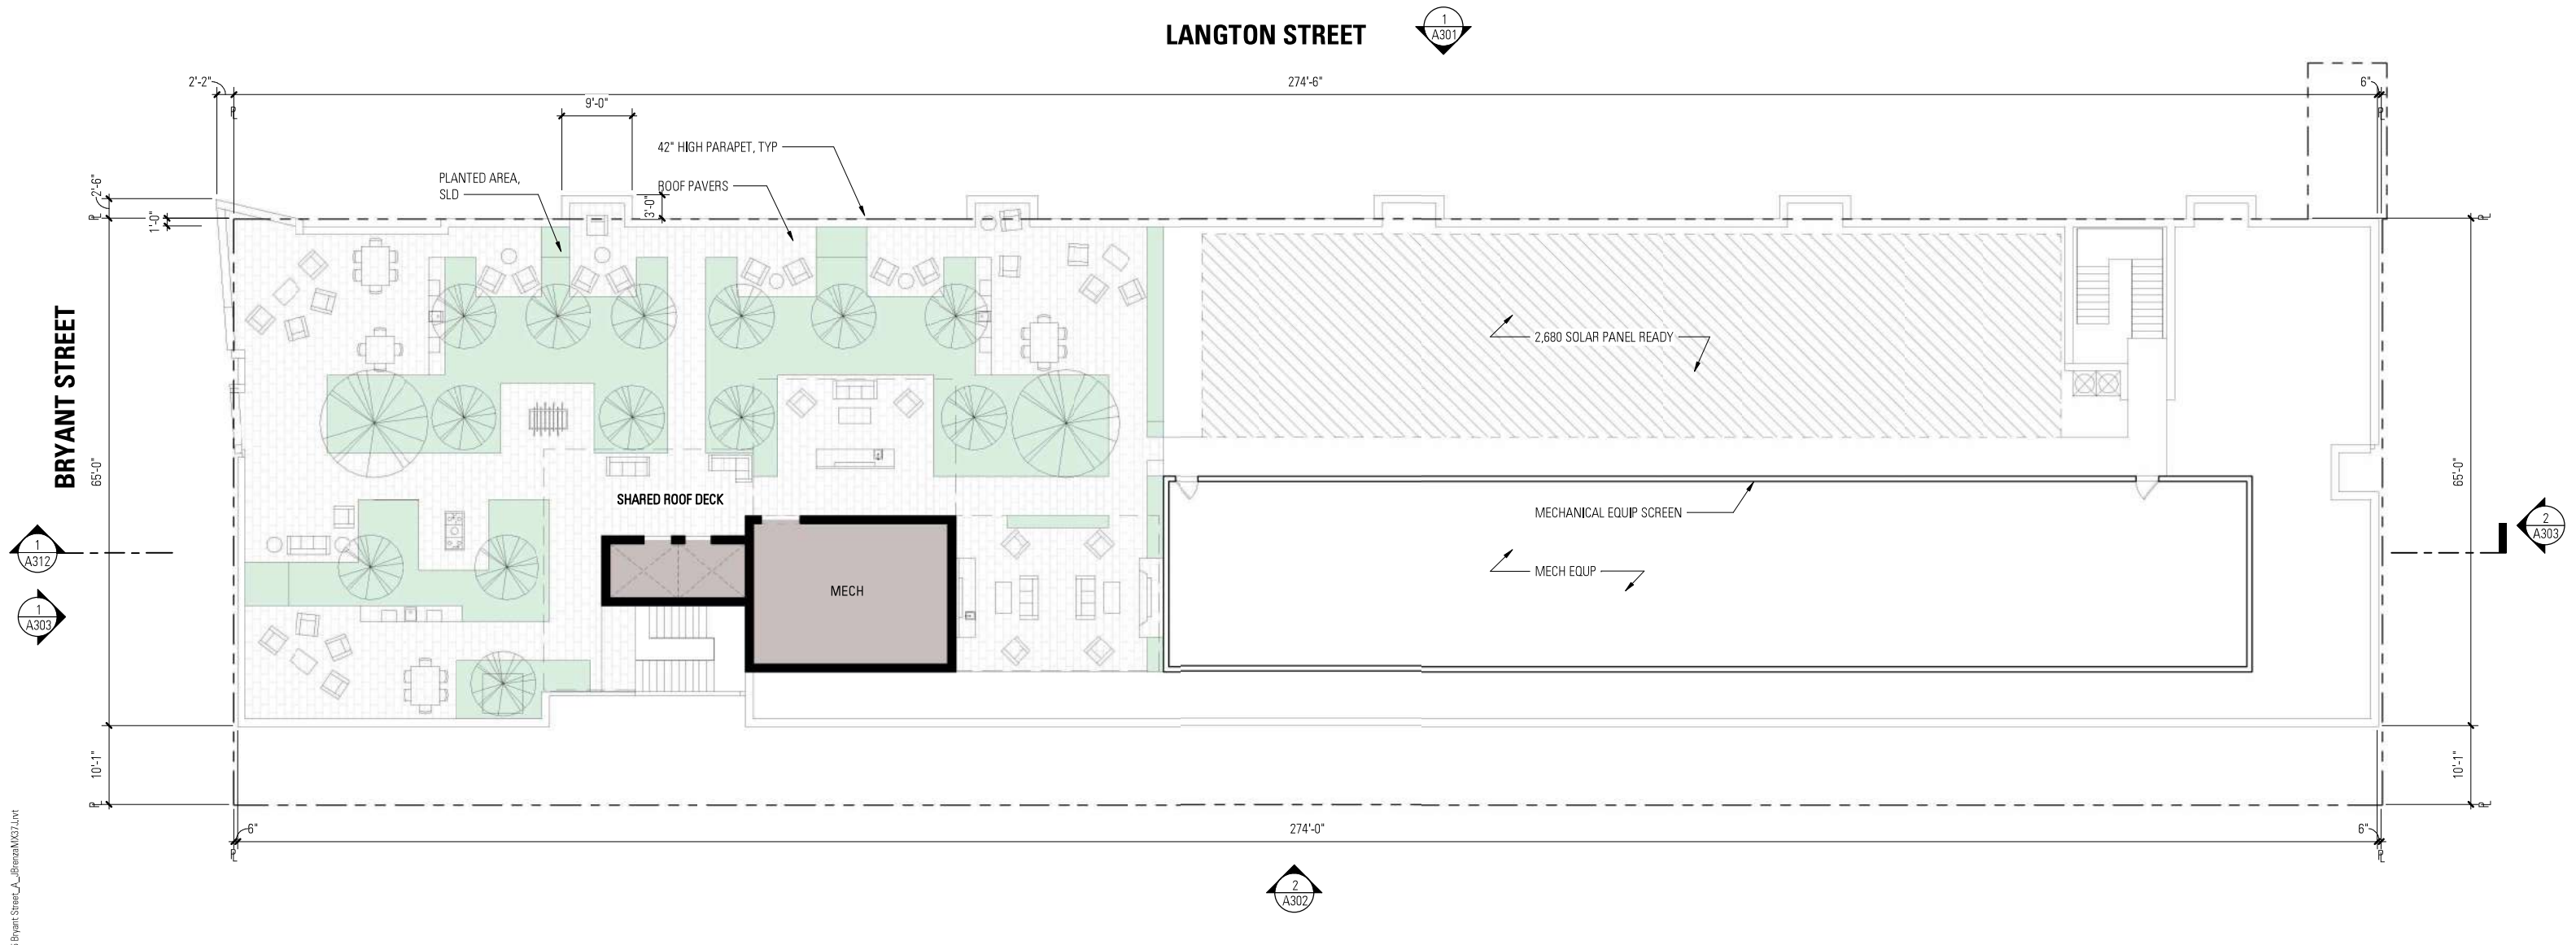 LANGTON STREET
1
A301
2'-2"
274'-6"
6"
9'-0"
42" HIGH PARAPET, TYP
PLANTED AREA,
SLD
ROOF PAVERS
2'-6"
3'-0"
1'-0"
2,680 SOLAR PANEL READY
BRYANT STREET
65'-0"
65'-0"
SHARED ROOF DECK
MECHANICAL EQUIP SCREEN
1
A312
2
A303
MECH EQUP
MECH
1
A303
10'-1"
10'-1"
6"
274'-0"
6"
2
A302
Bryant Street_A_JBrenzaMX37J.rvt